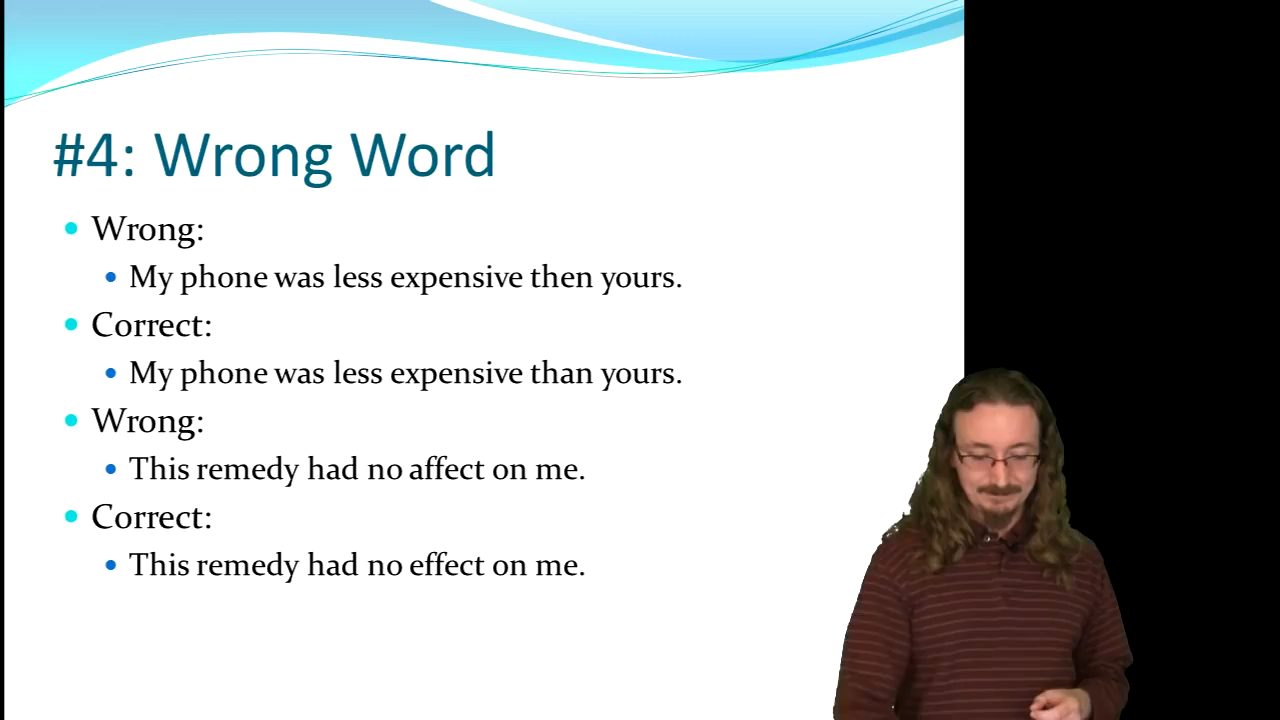 #4: Wrong Word
Wrong:
My phone was less expensive then yours.
Correct:
My phone was less expensive than yours.
Wrong:
This remedy had no affect on me.
Correct:
This remedy had no effect on me.